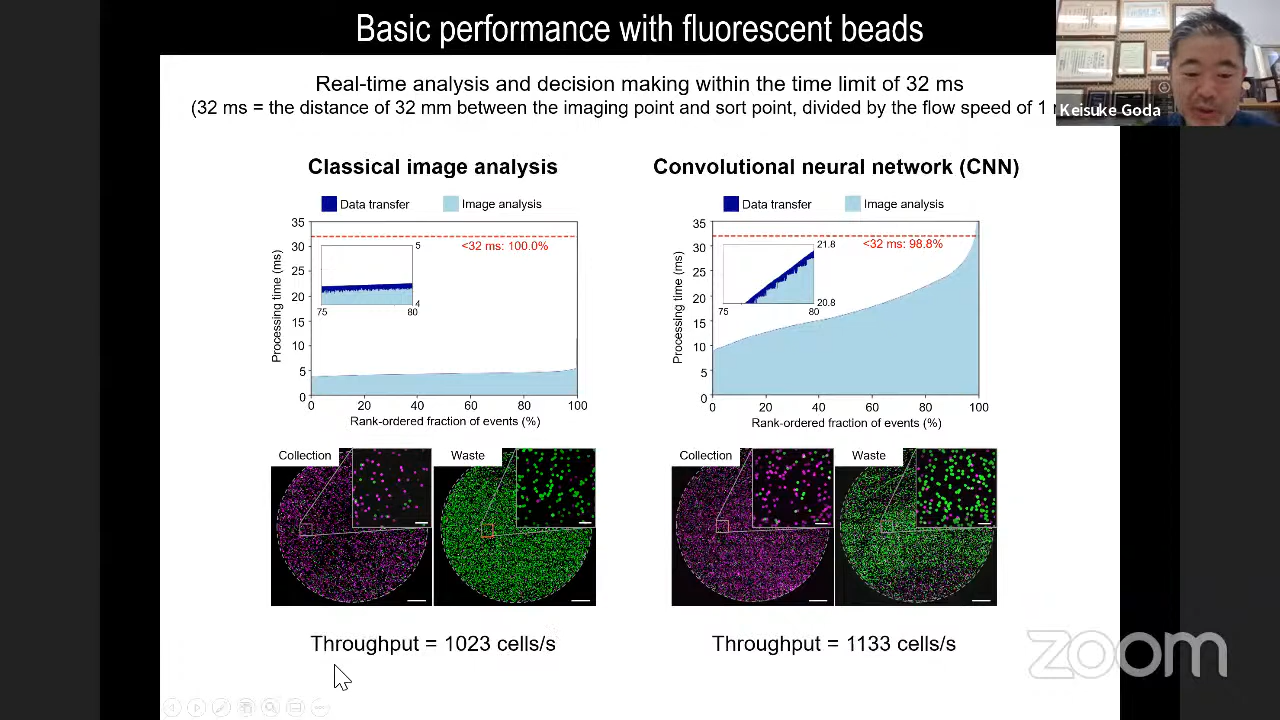 Basic performance with fluorescent beads
Real-time analysis and decision making within the time limit of 32 ms
(32 ms = the distance of 32 mm between the imaging point and sort point, divided by the flow speed of 1
Keisuke Goda
Classical image analysis
Data transfer
Image analysis
Processing time (ms)
35
30
25
20
15
10
5
0
<32 ms: 100.0%
5
4
75
80
0
20
40
60
80
100
Rank-ordered fraction of events (%)
Convolutional neural network (CNN)
Data transfer
Image analysis
Processing time (ms)
35
30
25
20
15
10
5
0
<32 ms: 98.8%
21.8
20.8
75
80
0
20
40
60
80
100
Rank-ordered fraction of events (%)
Collection
Waste
Collection
Waste
Throughput = 1023 cells/s
Throughput = 1133 cells/s
zoom